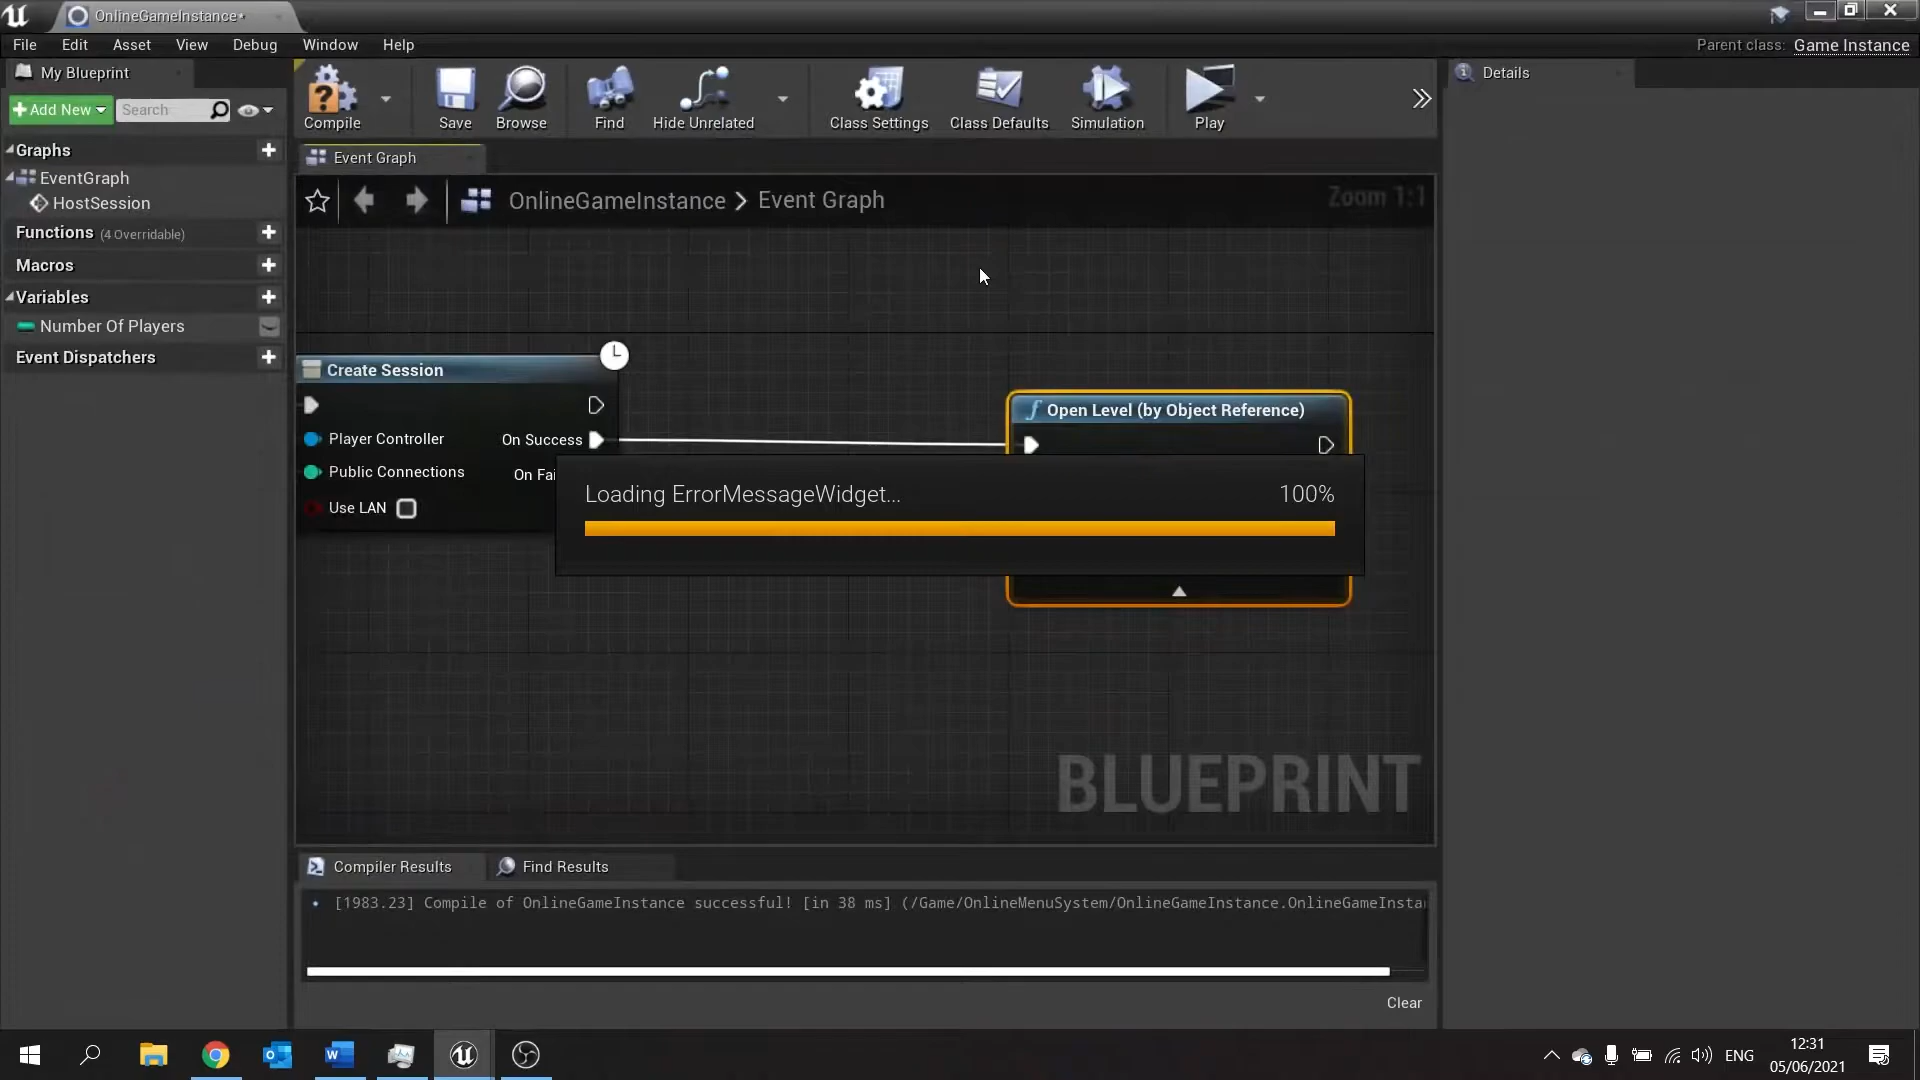 OnlineGameInstance*
File Edit Asset View Debug Window Help
Parent class: Game Instance
My Blueprint
Add New
Search
Graphs
EventGraph
HostSession
Functions (4 Overridable)
Macros
Variables
Number Of Players
Event Dispatchers
Compile
Save
Browse
Find
Hide Unrelated
Class Settings
Class Defaults
Simulation
Play
Details
Event Graph
OnlineGameInstance > Event Graph
Zoom 1:1
Create Session
Player Controller
On Success
Public Connections
On Fai
Use LAN
Open Level (by Object Reference)
Loading ErrorMessageWidget... 100%
BLUEPRINT
Compiler Results
Find Results
[1983.23] Compile of OnlineGameInstance successful! [in 38 ms] (/Game/OnlineMenuSystem/OnlineGameInstance.OnlineGameInsta
Clear
ENG
12:31
05/06/2021